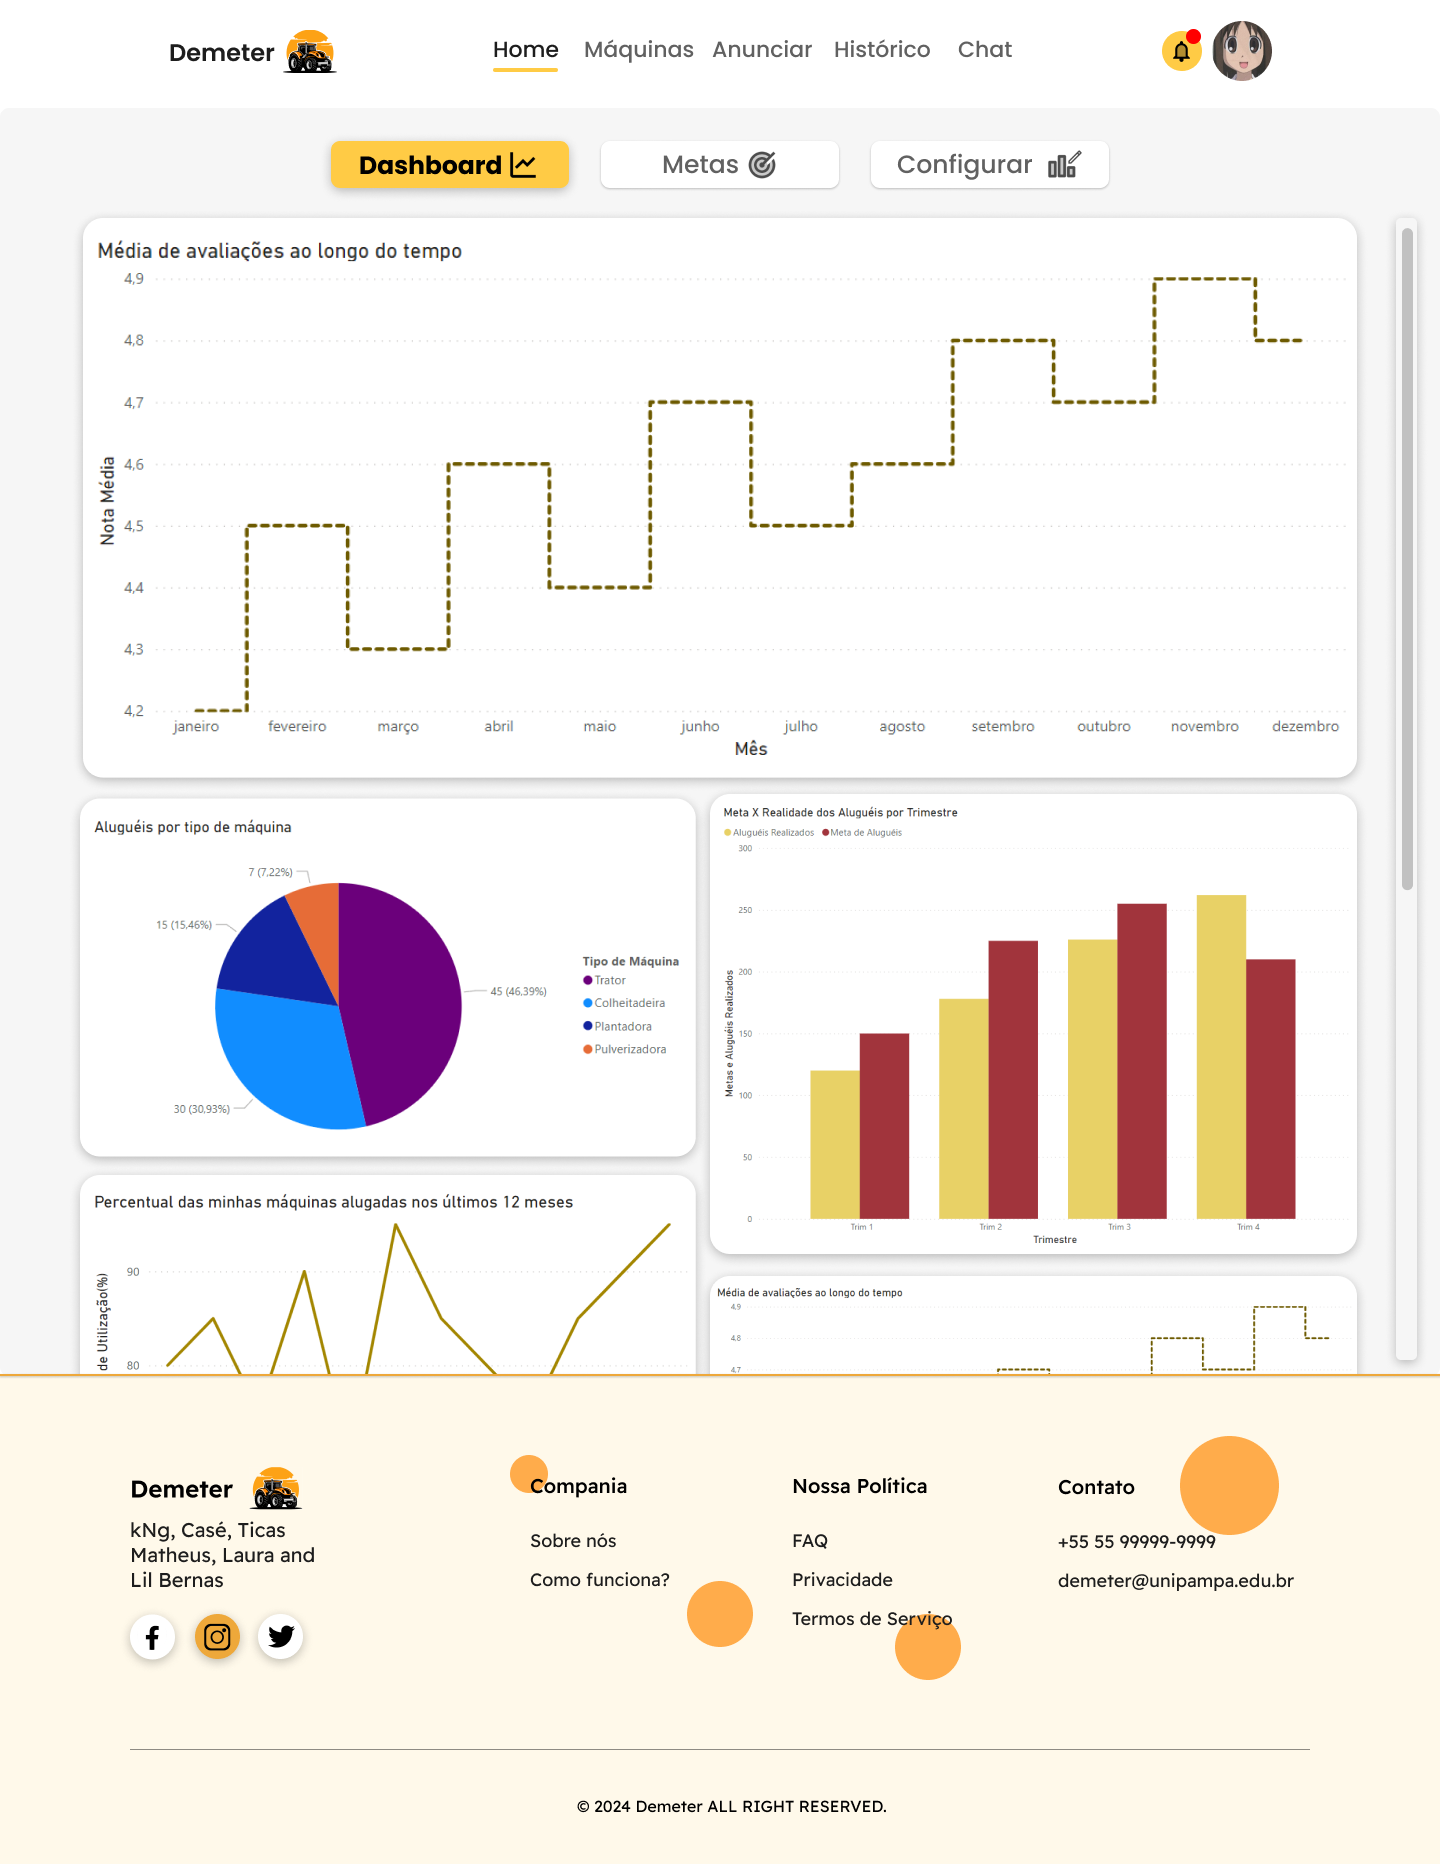 Demeter
Home Máquinas Anunciar Histórico Chat
Dashboard Metas Configurar
Média de avaliações ao longo do tempo
4,9
4,8
4,7
4,6
4,5
4,4
4,3
4,2
Nota Média
janeiro fevereiro março abril maio junho julho agosto setembro outubro novembro dezembro
Mês
Aluguéis por tipo de máquina
7 (7,22%)
15 (15,46%)
45 (46,39%)
30 (30,93%)
Tipo de Máquina
Trator
Colheitadeira
Plantadora
Pulverizadora
Meta X Realidade dos Aluguéis por Trimestre
Aluguéis Realizados Meta de Aluguéis
300
250
200
150
100
50
0
Metas e Aluguéis Realizados
Trim 1 Trim 2 Trim 3 Trim 4
Trimestre
Percentual das minhas máquinas alugadas nos últimos 12 meses
90
80
de Utilização(%)
Média de avaliações ao longo do tempo
4,9
4,8
4,7
Demeter
kNg, Casé, Ticas
Matheus, Laura and
Lil Bernas
Compania
Sobre nós
Como funciona?
Nossa Política
FAQ
Privacidade
Termos de Serviço
Contato
+55 55 99999-9999
demeter@unipampa.edu.br
© 2024 Demeter ALL RIGHT RESERVED.